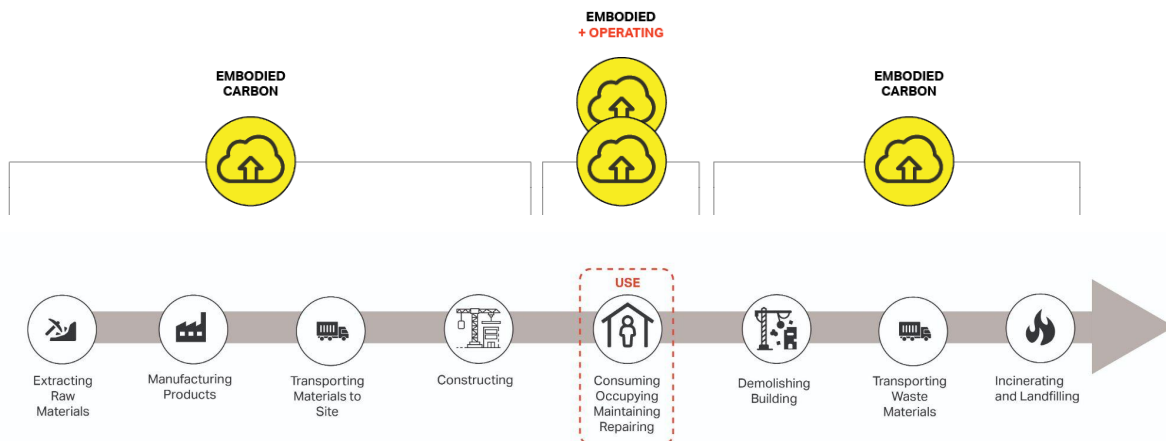 EMBODIED
+ OPERATING
EMBODIED
CARBON
EMBODIED
CARBON
USE
Extracting
Raw
Materials
Manufacturing
Products
Transporting
Materials to
Site
Constructing
Consuming
Occupying
Maintaining
Repairing
Demolishing
Building
Transporting
Waste
Materials
Incinerating
and Landfilling